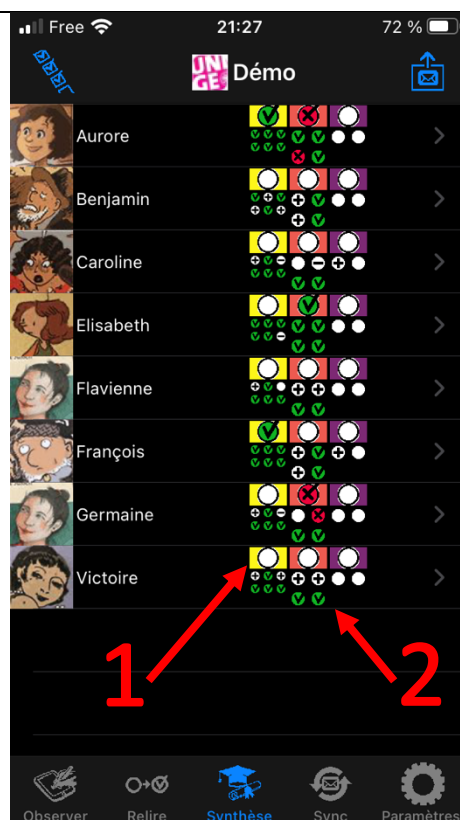 Free 21:27 72 %
UNI GES Démo
Aurore
Benjamin
Caroline
Elisabeth
Flavienne
François
Germaine
Victoire
1 2
Observer Relire Synthèse Sync Paramètres